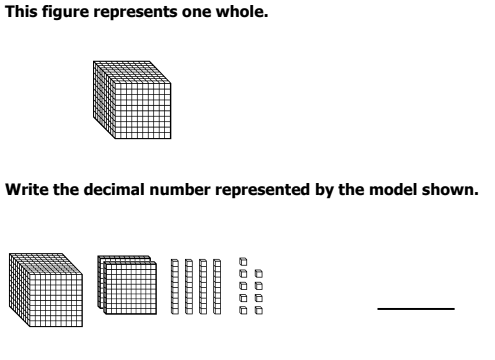 This figure represents one whole.
Write the decimal number represented by the model shown.